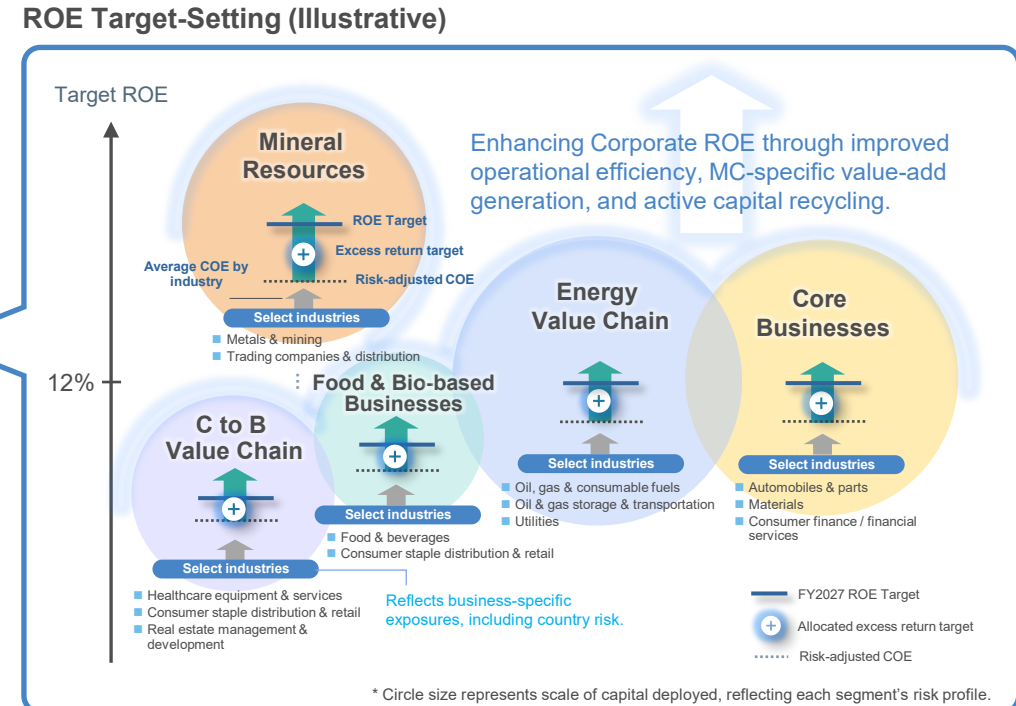 ROE Target-Setting (Illustrative)
Target ROE
12%
Enhancing Corporate ROE through improved
operational efficiency, MC-specific value-add
generation, and active capital recycling.
Mineral
Resources
ROE Target
Excess return target
Average COE by
industry
Risk-adjusted COE
Select industries
Metals & mining
Trading companies & distribution
Energy
Value Chain
Select industries
Oil, gas & consumable fuels
Oil & gas storage & transportation
Utilities
Core
Businesses
Select industries
Automobiles & parts
Materials
Consumer finance / financial
services
Food & Bio-based
Businesses
Select industries
Food & beverages
Consumer staple distribution & retail
C to B
Value Chain
Select industries
Healthcare equipment & services
Consumer staple distribution & retail
Real estate management &
development
Reflects business-specific
exposures, including country risk.
FY2027 ROE Target
Allocated excess return target
Risk-adjusted COE
* Circle size represents scale of capital deployed, reflecting each segment's risk profile.